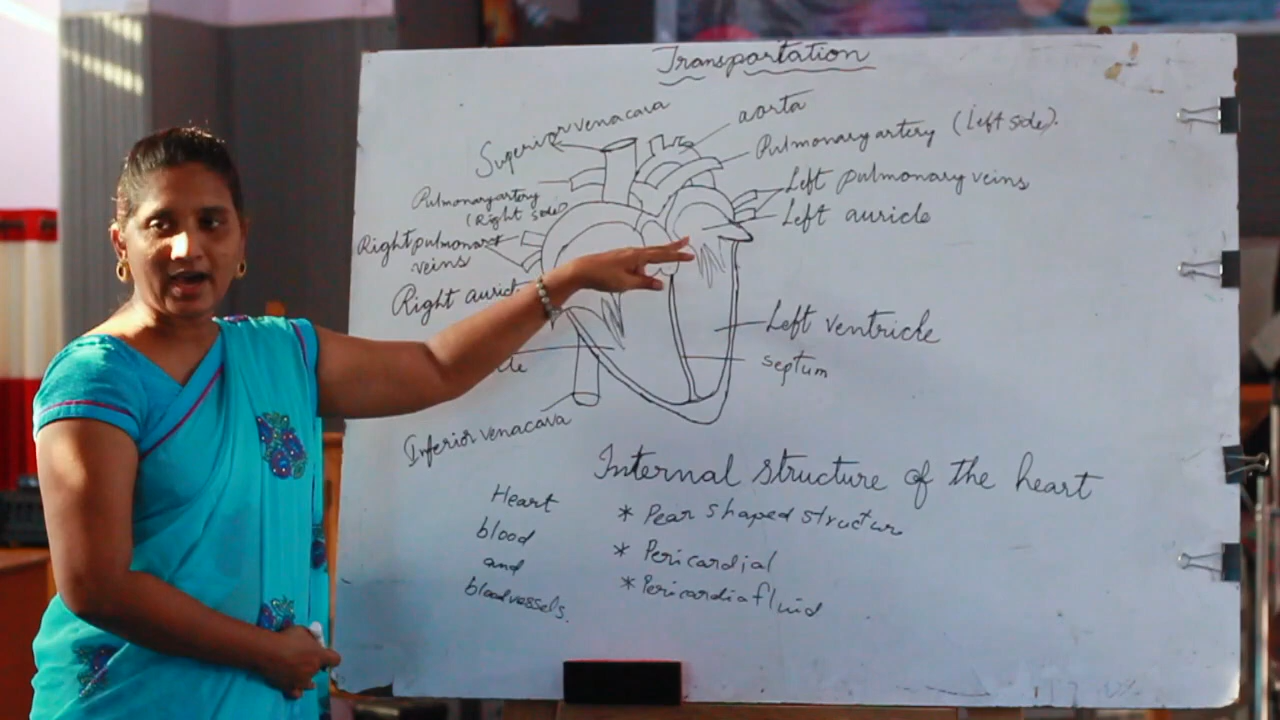 Transportation
Superior venacava
aorta
Pulmonary artery (Left side).
Pulmonary artery
(Right side)
Left pulmonary veins
Left auricle
Right pulmonary
veins
Right auricl
Left ventricle
septum
cle
Inferior venacava
Internal structure of the heart
Heart
blood
and
bloodvessels.
* Pear shaped structure
* Pericardial
* Pericardiafluid